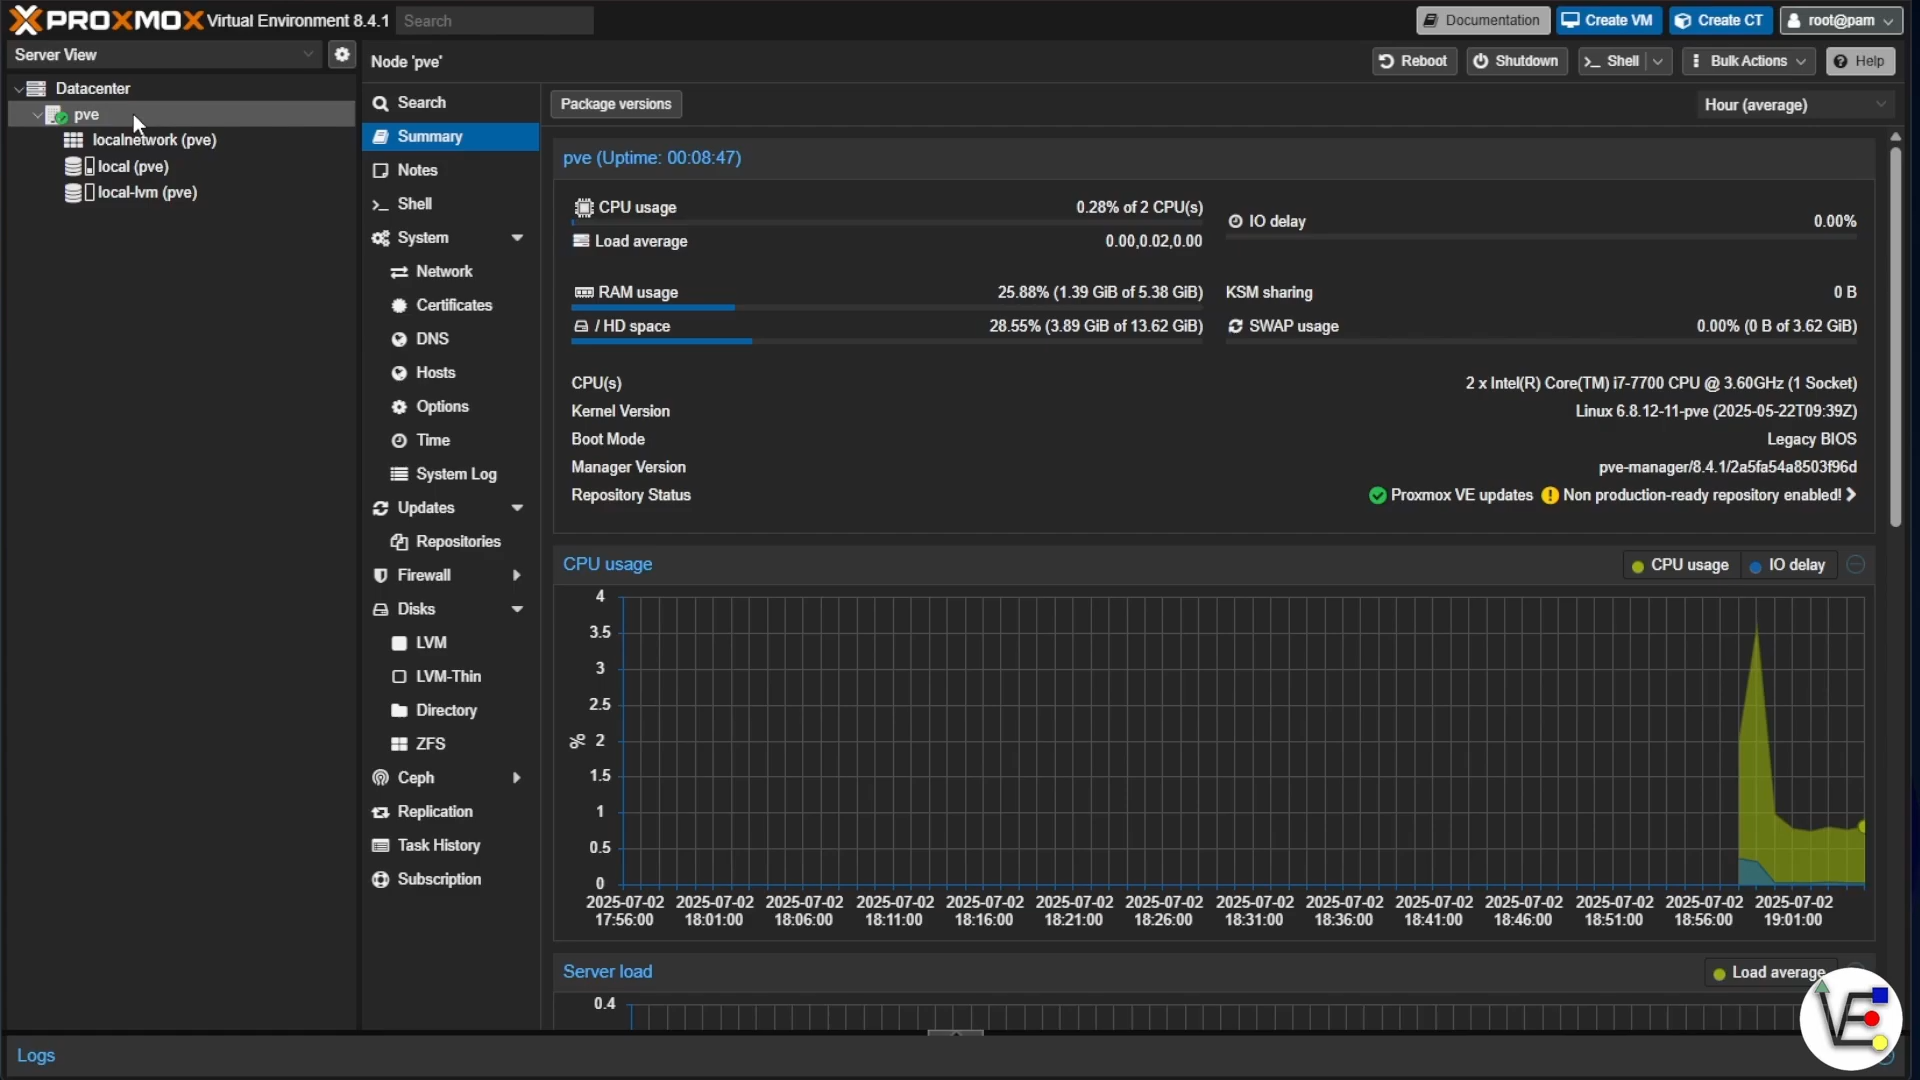 PROXMOX Virtual Environment 8.4.1 Search Documentation Create VM Create CT root@pam
Server View
Node 'pve' Reboot Shutdown Shell Bulk Actions Help
Datacenter
pve
localnetwork (pve)
local (pve)
local-lvm (pve)
Search
Summary
Notes
Shell
System
Network
Certificates
DNS
Hosts
Options
Time
System Log
Updates
Repositories
Firewall
Disks
LVM
LVM-Thin
Directory
ZFS
Ceph
Replication
Task History
Subscription
Package versions Hour (average)
pve (Uptime: 00:08:47)
CPU usage 0.28% of 2 CPU(s)
IO delay 0.00%
Load average 0.00,0.02,0.00
RAM usage 25.88% (1.39 GiB of 5.38 GiB) KSM sharing 0 B
/ HD space 28.55% (3.89 GiB of 13.62 GiB) SWAP usage 0.00% (0 B of 3.62 GiB)
CPU(s) 2 x Intel(R) Core(TM) i7-7700 CPU @ 3.60GHz (1 Socket)
Kernel Version Linux 6.8.12-11-pve (2025-05-22T09:39Z)
Boot Mode Legacy BIOS
Manager Version pve-manager/8.4.1/2a5fa54a8503f96d
Repository Status Proxmox VE updates Non production-ready repository enabled!
CPU usage CPU usage IO delay
4
3.5
3
2.5
% 2
1.5
1
0.5
0
2025-07-02 2025-07-02 2025-07-02 2025-07-02 2025-07-02 2025-07-02 2025-07-02 2025-07-02 2025-07-02 2025-07-02 2025-07-02 2025-07-02 2025-07-02 2025-07-02
17:56:00 18:01:00 18:06:00 18:11:00 18:16:00 18:21:00 18:26:00 18:31:00 18:36:00 18:41:00 18:46:00 18:51:00 18:56:00 19:01:00
Server load Load average
0.4
Logs
VE